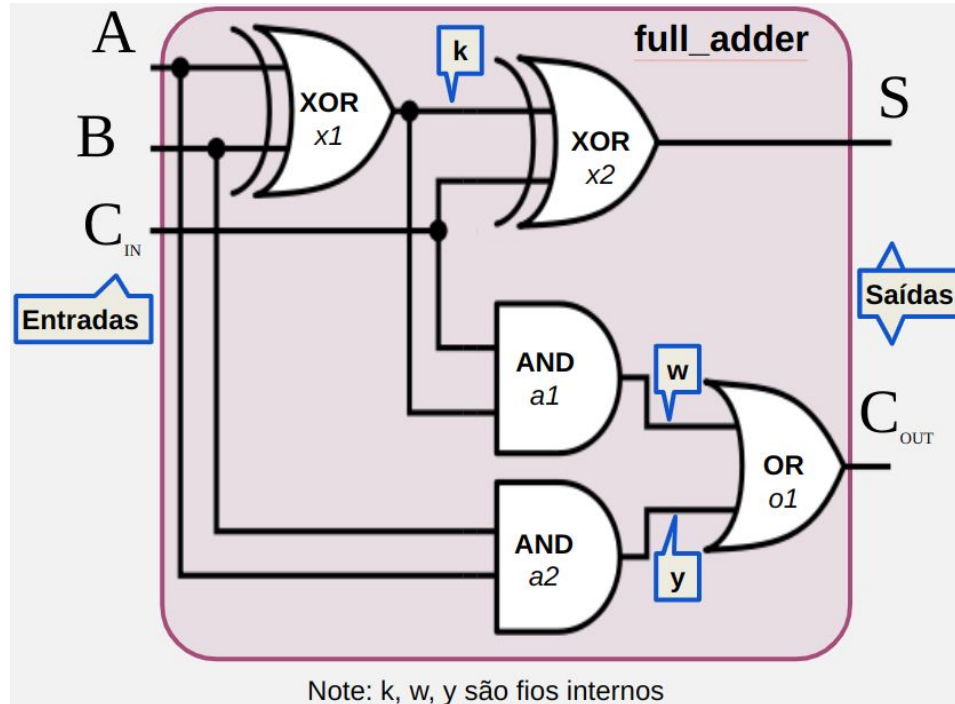 full_adder
A
k
XOR
x1
S
B
XOR
x2
C IN
Entradas
Saídas
AND
a1
w
C OUT
OR
o1
AND
a2
y
Note: k, w, y são fios internos